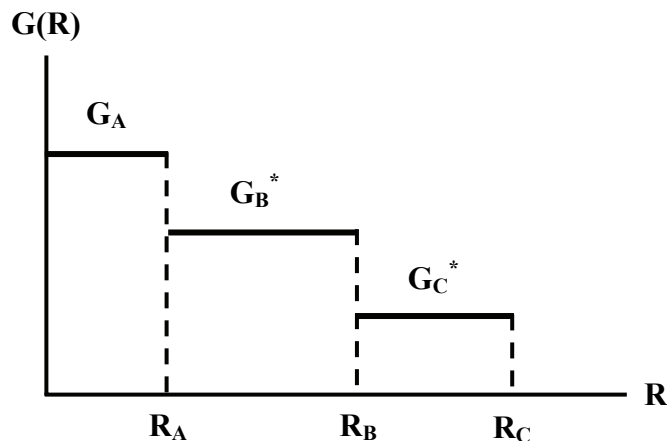 G(R)
G_A
G_B^*
G_C^*
R
R_A
R_B
R_C